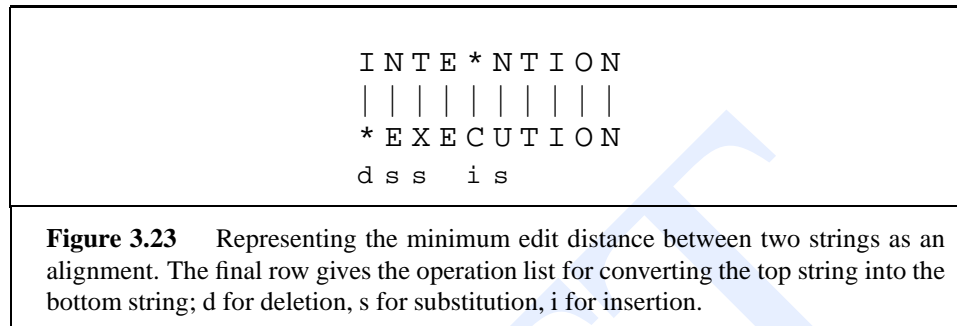 I N T E * N T I O N
| | | | | | | | | |
* E X E C U T I O N
d s s   i s
Figure 3.23 Representing the minimum edit distance between two strings as an
alignment. The final row gives the operation list for converting the top string into the
bottom string; d for deletion, s for substitution, i for insertion.